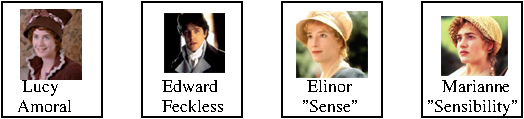 Lucy
Amoral
Edward
Feckless
Elinor
"Sense"
Marianne
"Sensibility"